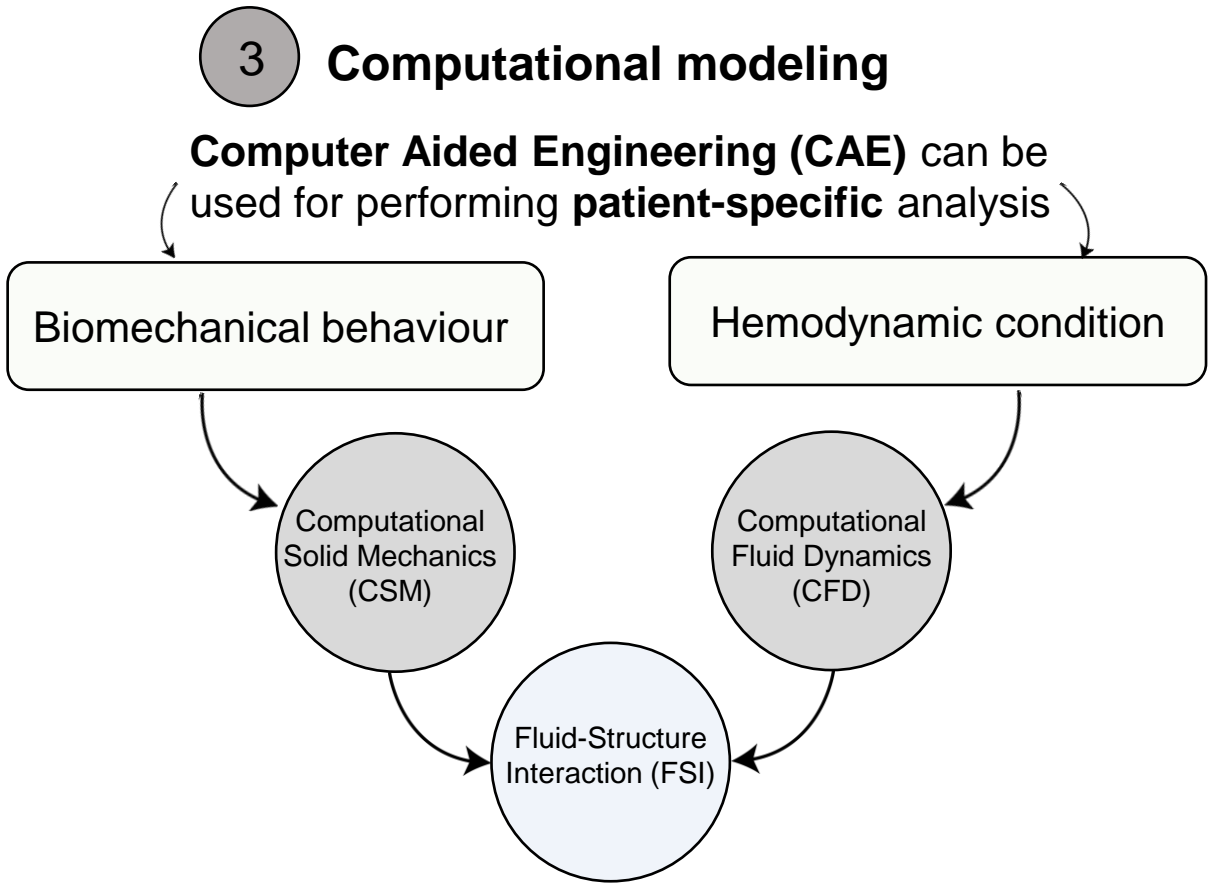 3
Computational modeling
Computer Aided Engineering (CAE) can be
used for performing patient-specific analysis
Biomechanical behaviour
Hemodynamic condition
Computational
Solid Mechanics
(CSM)
Computational
Fluid Dynamics
(CFD)
Fluid-Structure
Interaction (FSI)